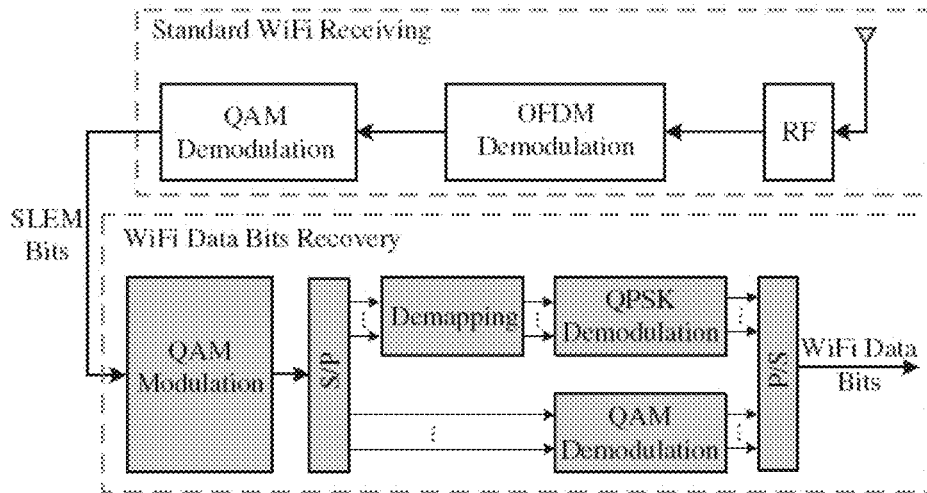 Standard WiFi Receiving
QAM
Demodulation
OFDM
Demodulation
RF
SLEM
Bits
WiFi Data Bits Recovery
QAM
Modulation
S/P
Demapping
QPSK
Demodulation
QAM
Demodulation
P/S
WiFi Data
Bits